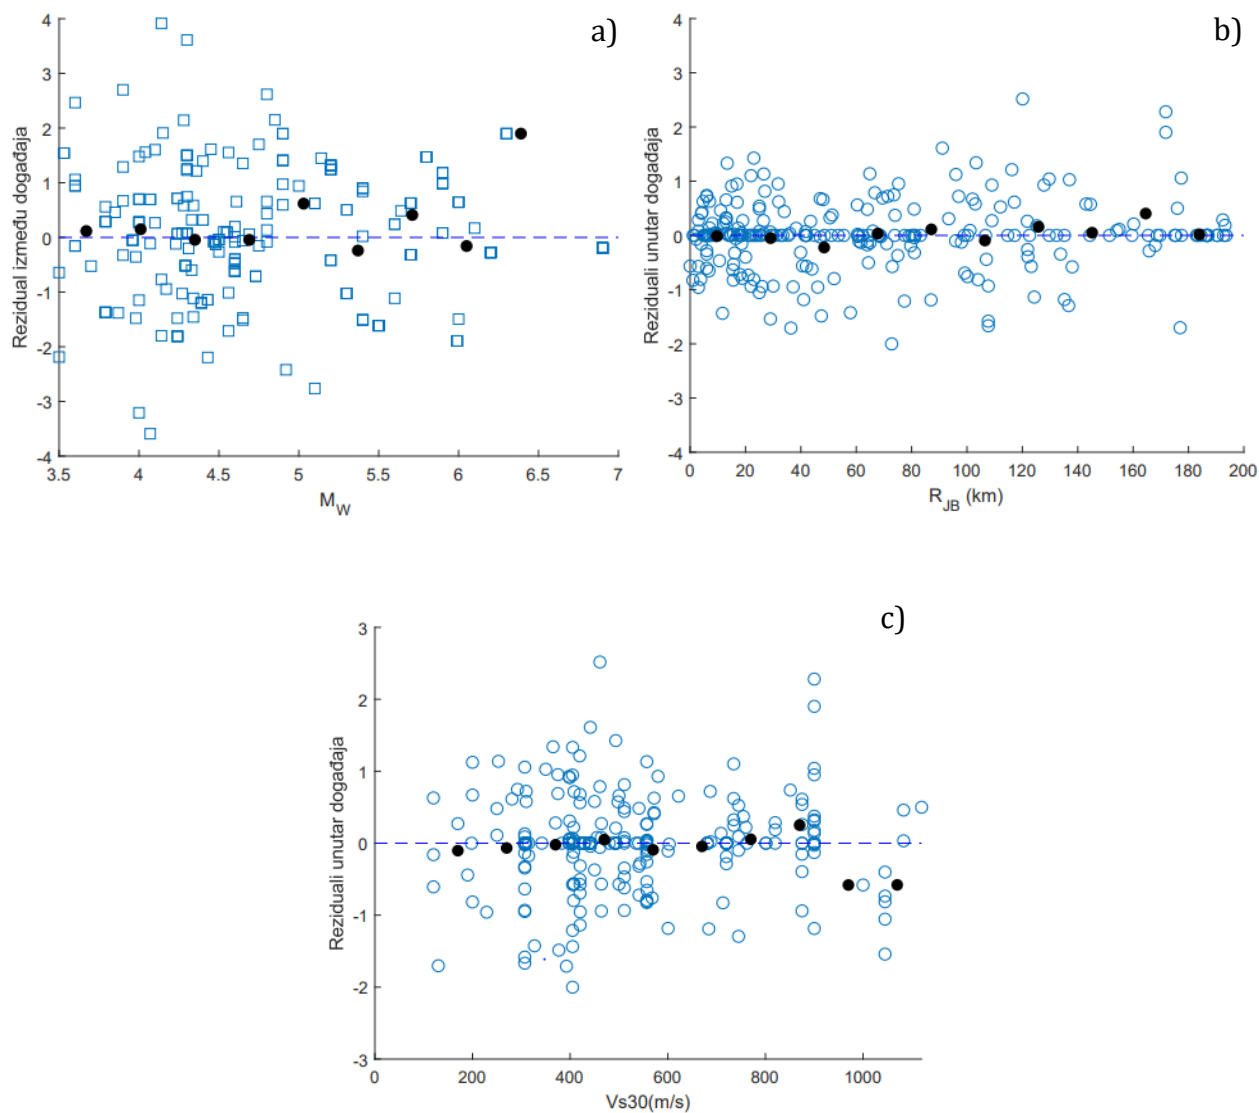 a)
4
3
2
1
0
-1
-2
-3
-4
Rezidual između događaja
3.5 4 4.5 5 5.5 6 6.5 7
M_W
b)
4
3
2
1
0
-1
-2
-3
-4
Reziduali unutar događaja
0 20 40 60 80 100 120 140 160 180 200
R_JB (km)
c)
3
2
1
0
-1
-2
-3
Reziduali unutar događaja
0 200 400 600 800 1000
Vs30(m/s)